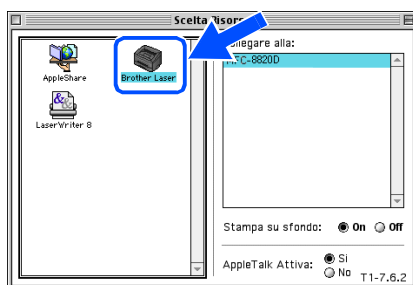 Scelta Risorse
AppleShare
Brother Laser
LaserWriter 8
Collegare alla:
MFC-8820D
Stampa su sfondo: On Off
AppleTalk Attiva: Si
No
T1-7.6.2